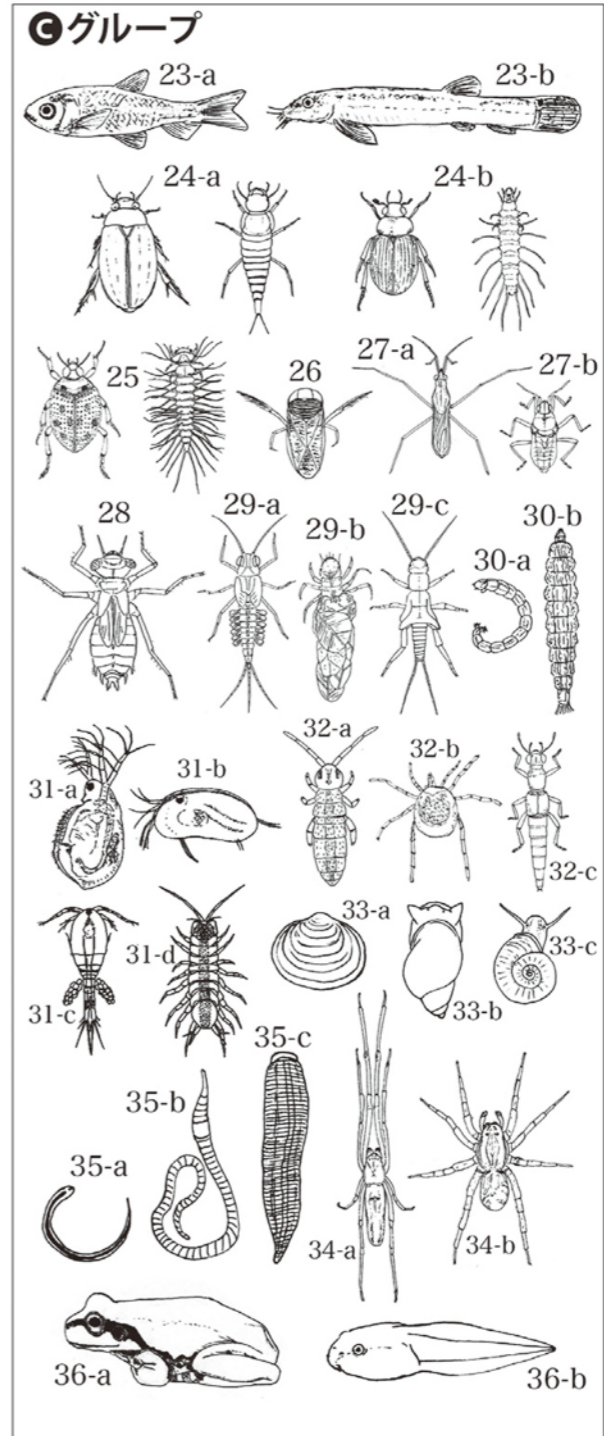 Cグループ
23-a 23-b
24-a 24-b
25 26 27-a 27-b
28 29-a 29-b 29-c 30-a 30-b
31-a 31-b 32-a 32-b 32-c
31-c 31-d 33-a 33-b 33-c
35-a 35-b 35-c 34-a 34-b
36-a 36-b